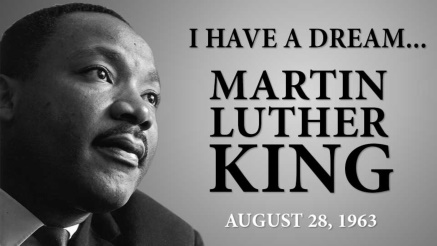 I HAVE A DREAM...
MARTIN
LUTHER
KING
AUGUST 28, 1963